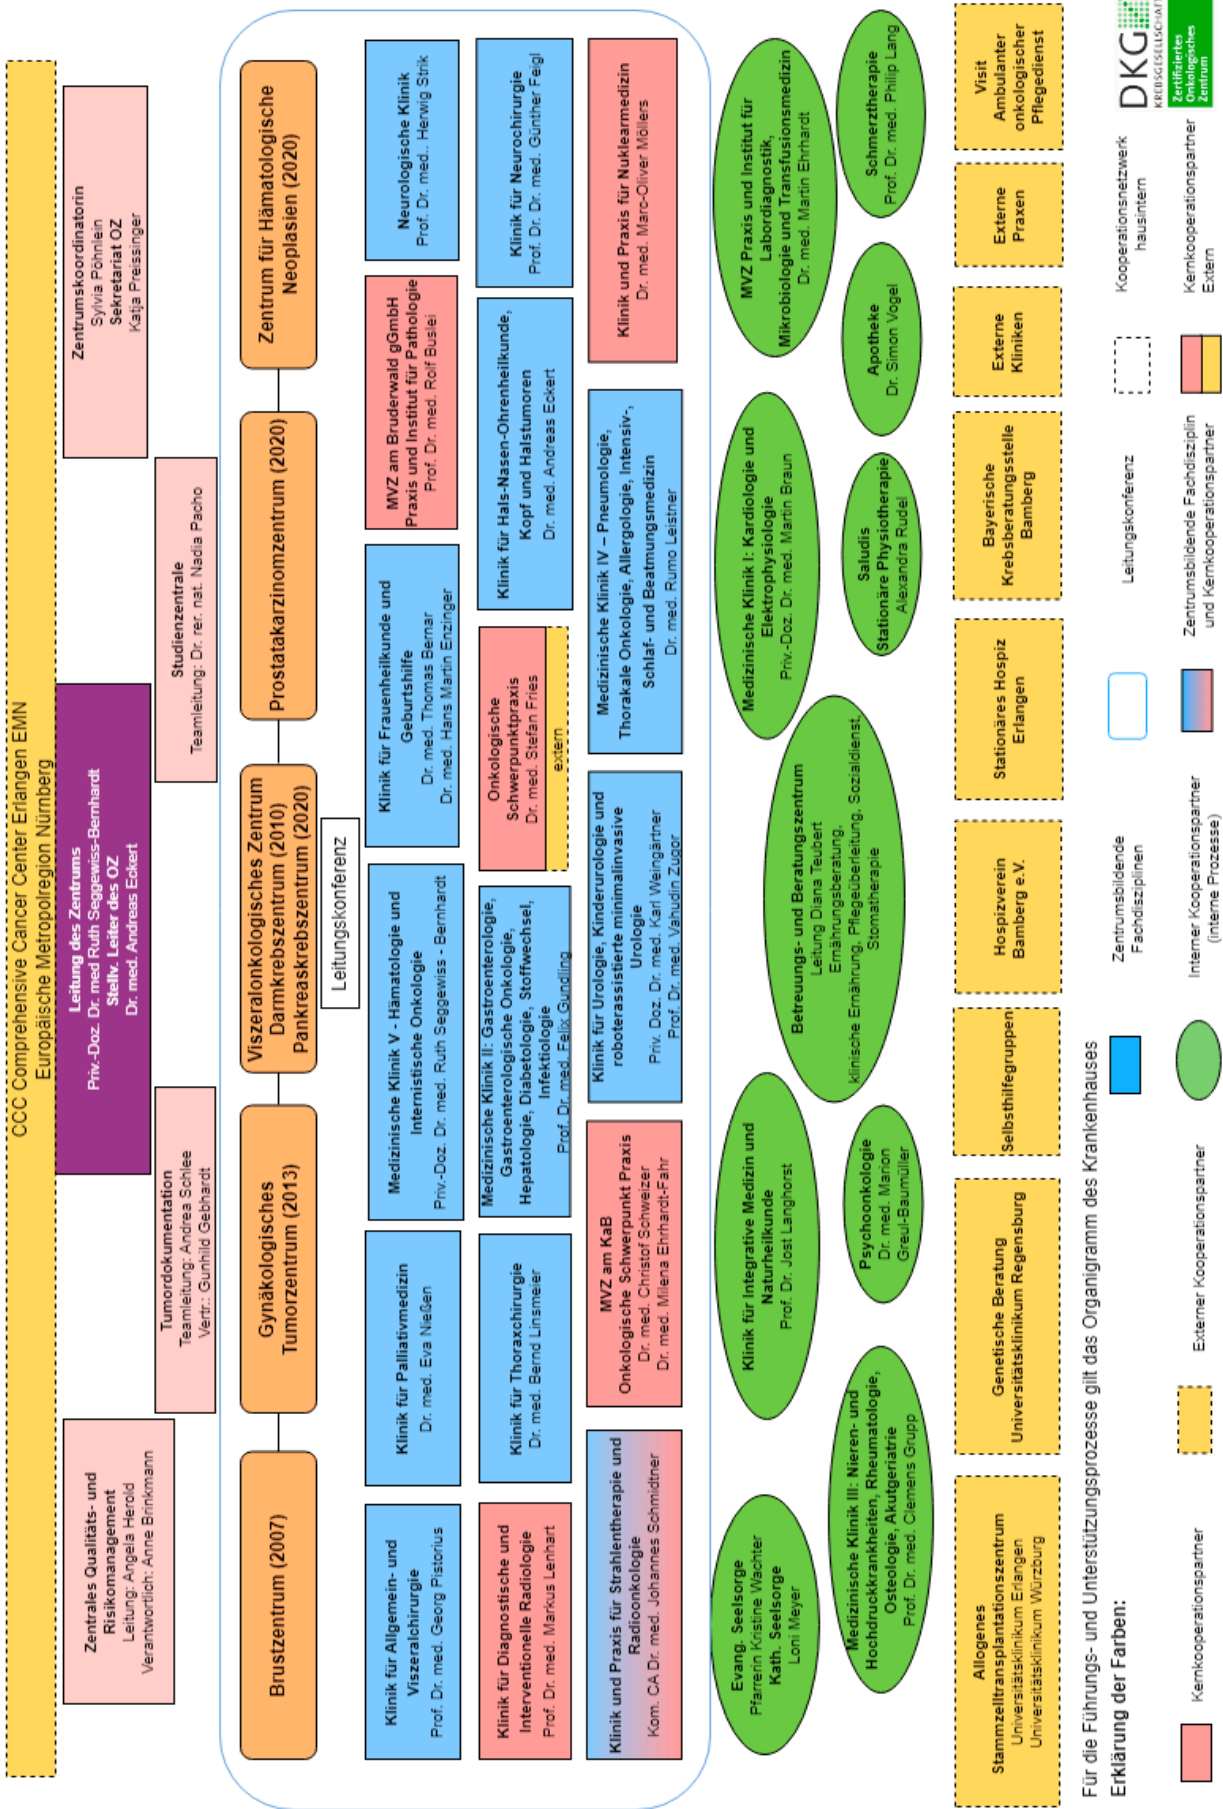 CCC Comprehensive Cancer Center Erlangen EMN
Europäische Metropolregion Nürnberg
Zentrales Qualitäts- und
Risikomanagement
Leitung: Angela Herold
Verantwortlich: Anne Brinkmann
Tumordokumentation
Teamleitung: Andrea Schlee
Vertr.: Gunhild Gebhardt
Leitung des Zentrums
Priv.-Doz. Dr. med Ruth Seggewiss-Bernhardt
Stellv. Leiter des OZ
Dr. med. Andreas Eckert
Studienzentrale
Teamleitung: Dr. rer. nat. Nadia Pacho
Zentrumskoordinatorin
Sylvia Pöhnlein
Sekretariat OZ
Katja Preissinger
Brustzentrum (2007)
Gynäkologisches
Tumorzentrum (2013)
Viszeralonkologisches Zentrum
Darmkrebszentrum (2010)
Pankreaskrebszentrum (2020)
Prostatakarzinomzentrum (2020)
Zentrum für Hämatologische
Neoplasien (2020)
Leitungskonferenz
Klinik für Allgemein- und
Viszeralchirurgie
Prof. Dr. med. Georg Pistorius
Klinik für Palliativmedizin
Dr. med. Eva Nießen
Medizinische Klinik V - Hämatologie und
Internistische Onkologie
Priv.-Doz. Dr. med. Ruth Seggewiss - Bernhardt
Klinik für Frauenheilkunde und
Geburtshilfe
Dr. med. Thomas Bernar
Dr. med. Hans Martin Enzinger
MVZ am Bruderwald gGmbH
Praxis und Institut für Pathologie
Prof. Dr. med. Rolf Buslei
Neurologische Klinik
Prof. Dr. med.. Herwig Strik
Klinik für Diagnostische und
Interventionelle Radiologie
Prof. Dr. med. Markus Lenhart
Klinik für Thoraxchirurgie
Dr. med. Bernd Linsmeier
Medizinische Klinik II: Gastroenterologie,
Gastroenterologische Onkologie,
Hepatologie, Diabetologie, Stoffwechsel,
Infektiologie
Prof. Dr. med. Felix Gundling
Onkologische
Schwerpunktpraxis
Dr. med. Stefan Fries
extern
Klinik für Hals-Nasen-Ohrenheilkunde,
Kopf und Halstumoren
Dr. med. Andreas Eckert
Klinik für Neurochirurgie
Prof. Dr. Dr. med. Günther Feigl
Klinik und Praxis für Strahlentherapie und
Radioonkologie
Kom. CA Dr. med. Johannes Schmidtner
MVZ am KaB
Onkologische Schwerpunkt Praxis
Dr. med. Christof Schweizer
Dr. med. Milena Ehrhardt-Fahr
Klinik für Urologie, Kinderurologie und
roboterassistierte minimalinvasive
Urologie
Priv. Doz. Dr. med. Karl Weingärtner
Prof. Dr. med. Vahudin Zugor
Medizinische Klinik IV – Pneumologie,
Thorakale Onkologie, Allergologie, Intensiv-,
Schlaf- und Beatmungsmedizin
Dr. med. Rumo Leistner
Klinik und Praxis für Nuklearmedizin
Dr. med. Marc-Oliver Möllers
Evang. Seelsorge
Pfarrerin Kristine Wachter
Kath. Seelsorge
Loni Meyer
Klinik für Integrative Medizin und
Naturheilkunde
Prof. Dr. Jost Langhorst
Betreuungs- und Beratungszentrum
Leitung Diana Teubert
Ernährungsberatung,
klinische Ernährung, Pflegeüberleitung, Sozialdienst,
Stomatherapie
Medizinische Klinik I: Kardiologie und
Elektrophysiologie
Priv.-Doz. Dr. med. Martin Braun
MVZ Praxis und Institut für
Labordiagnostik,
Mikrobiologie und Transfusionsmedizin
Dr. med. Martin Ehrhardt
Medizinische Klinik III: Nieren- und
Hochdruckkrankheiten, Rheumatologie,
Osteologie, Akutgeriatrie
Prof. Dr. med. Clemens Grupp
Psychoonkologie
Dr. med. Marion
Greul-Baumüller
Saludis
Stationäre Physiotherapie
Alexandra Rudel
Apotheke
Dr. Simon Vogel
Schmerztherapie
Prof. Dr. med. Philip Lang
Allogenes
Stammzelltransplantationszentrum
Universitätsklinikum Erlangen
Universitätsklinikum Würzburg
Genetische Beratung
Universitätsklinikum Regensburg
Selbsthilfegruppen
Hospizverein
Bamberg e.V.
Stationäres Hospiz
Erlangen
Bayerische
Krebsberatungsstelle
Bamberg
Externe
Kliniken
Externe
Praxen
Visit
Ambulanter
onkologischer
Pflegedienst
Für die Führungs- und Unterstützungsprozesse gilt das Organigramm des Krankenhauses
Erklärung der Farben:
Zentrumsbildende
Fachdisziplinen
Leitungskonferenz
Kooperationsnetzwerk
hausintern
Kernkooperationspartner
Externer Kooperationspartner
Interner Kooperationspartner
(interne Prozesse)
Zentrumsbildende Fachdisziplin
und Kernkooperationspartner
Kernkooperationspartner
Extern
DKG
KREBSGESELLSCHAFT
Zertifiziertes
Onkologisches
Zentrum